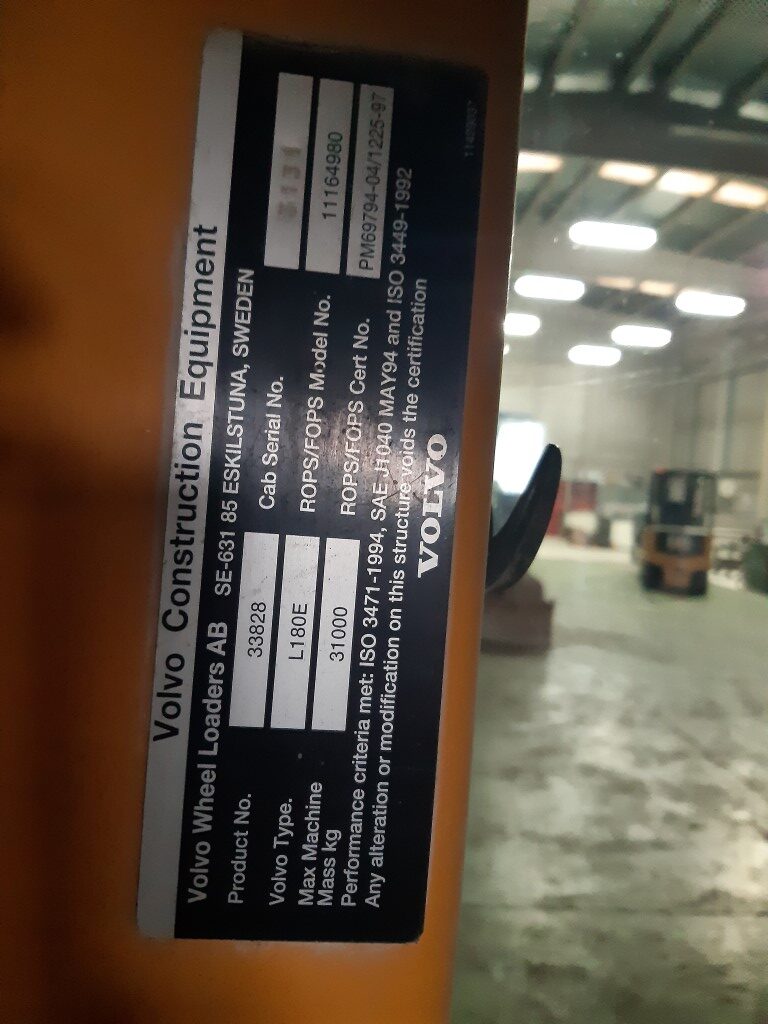 Volvo Construction Equipment
Volvo Wheel Loaders AB SE-631 85 ESKILSTUNA, SWEDEN
Product No. 33828 Cab Serial No.
Volvo Type. L180E ROPS/FOPS Model No. 11164980
Max Machine
Mass kg 31000 ROPS/FOPS Cert No. PM69794-04/1225-97
Performance criteria met: ISO 3471-1994, SAE J1040 MAY94 and ISO 3449-1992
Any alteration or modification on this structure voids the certification
VOLVO